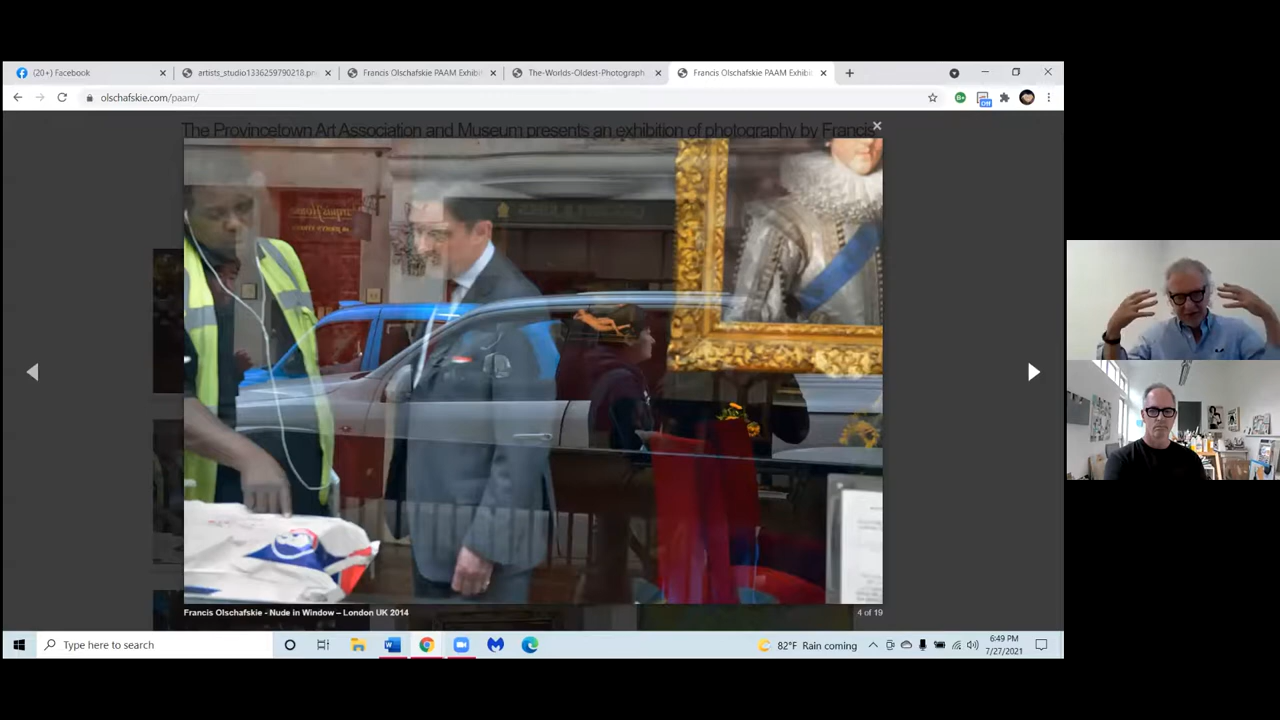 (20+) Facebook
artists_studio1336259790218.pn
Francis Olschafskie PAAM Exhibi
The-Worlds-Oldest-Photograph
Francis Olschafskie PAAM Exhibi
olschafskie.com/paam/
Off
The Provincetown Art Association and Museum presents an exhibition of photography by Francis
Francis Olschafskie - Nude in Window – London UK 2014
4 of 19
Type here to search
82°F Rain coming
6:49 PM
7/27/2021